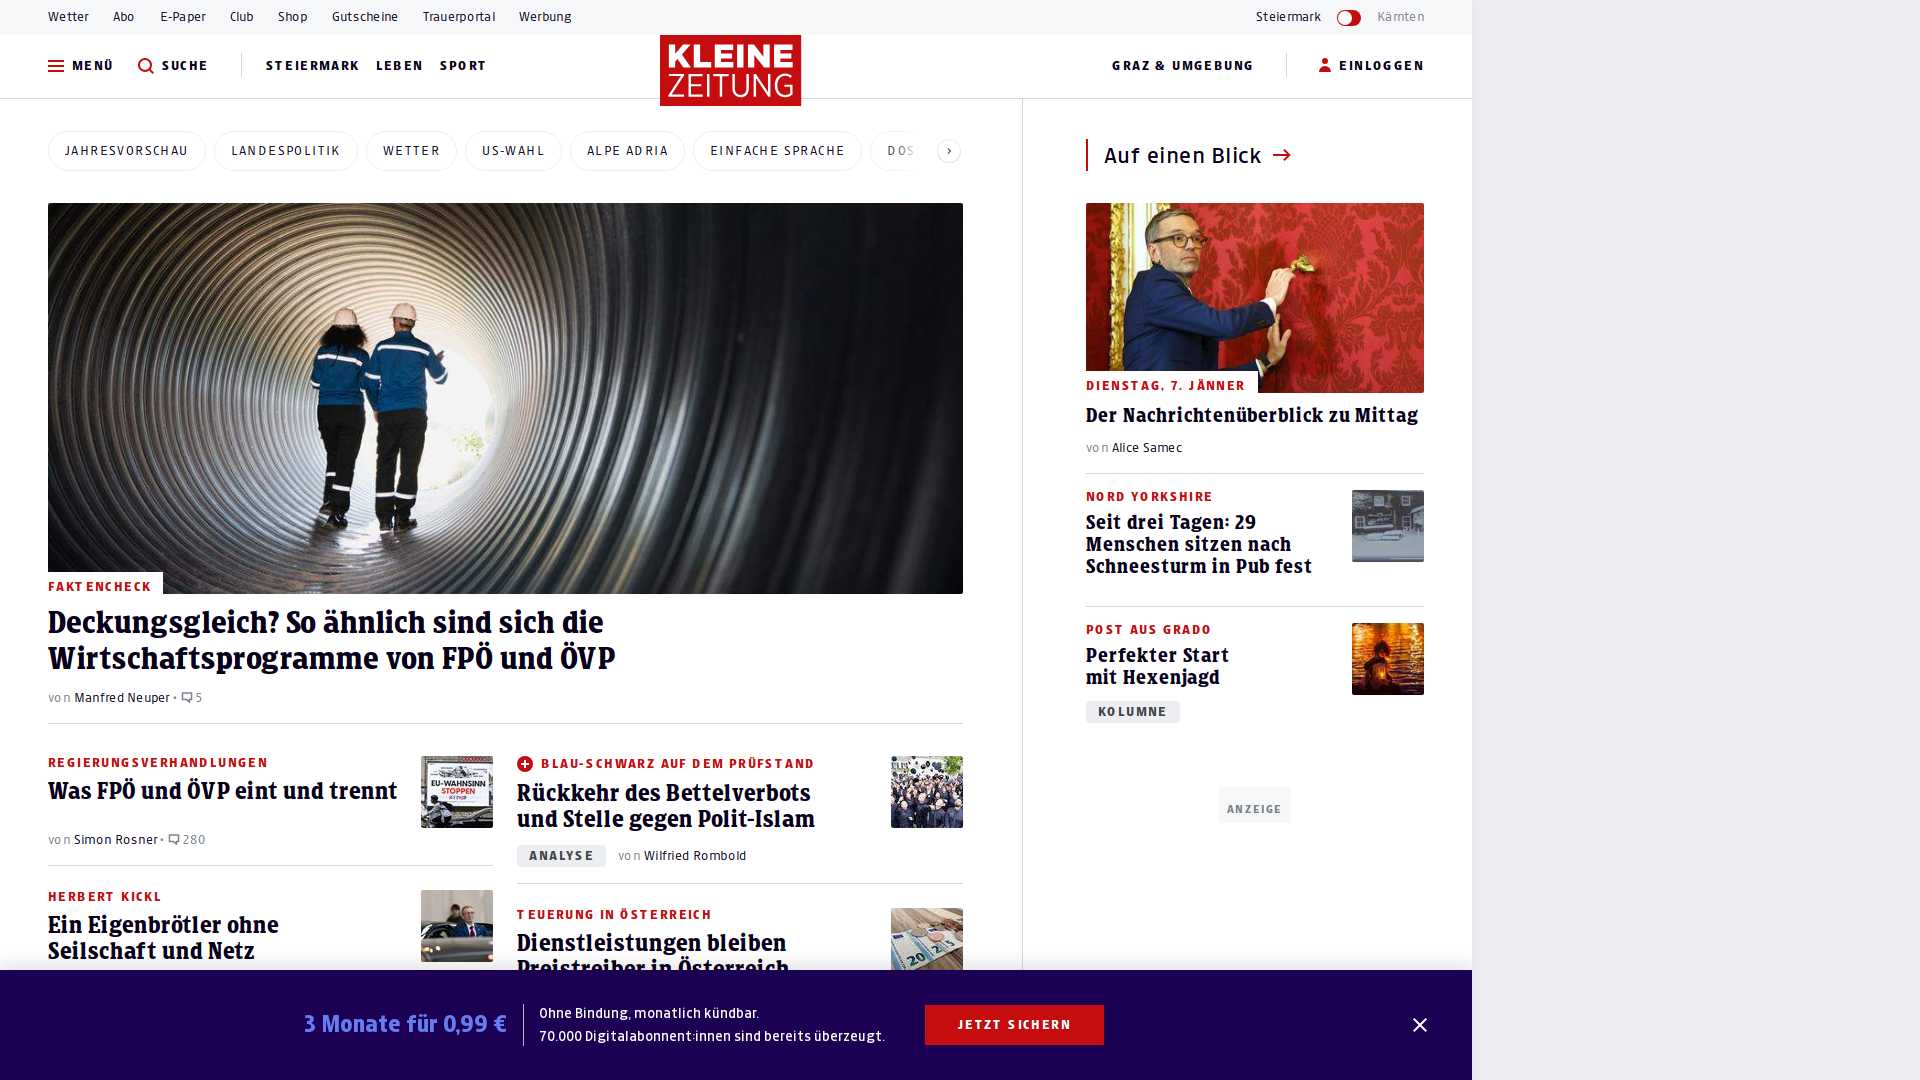 Wetter Abo E-Paper Club Shop Gutscheine Trauerportal Werbung Steiermark Kärnten
MENÜ SUCHE STEIERMARK LEBEN SPORT KLEINE ZEITUNG GRAZ & UMGEBUNG EINLOGGEN
JAHRESVORSCHAU LANDESPOLITIK WETTER US-WAHL ALPE ADRIA EINFACHE SPRACHE DOS
FAKTENCHECK
Deckungsgleich? So ähnlich sind sich die
Wirtschaftsprogramme von FPÖ und ÖVP
von Manfred Neuper • 5
REGIERUNGSVERHANDLUNGEN
Was FPÖ und ÖVP eint und trennt
von Simon Rosner • 280
EU-WAHNSINN
STOPPEN
HERBERT KICKL
Ein Eigenbrötler ohne
Seilschaft und Netz
BLAU-SCHWARZ AUF DEM PRÜFSTAND
Rückkehr des Bettelverbots
und Stelle gegen Polit-Islam
ANALYSE von Wilfried Rombold
TEUERUNG IN ÖSTERREICH
Dienstleistungen bleiben
Preistreiber in Österreich
20
Auf einen Blick
DIENSTAG, 7. JÄNNER
Der Nachrichtenüberblick zu Mittag
von Alice Samec
NORD YORKSHIRE
Seit drei Tagen: 29
Menschen sitzen nach
Schneesturm in Pub fest
POST AUS GRADO
Perfekter Start
mit Hexenjagd
KOLUMNE
ANZEIGE
3 Monate für 0,99 €
Ohne Bindung, monatlich kündbar.
70.000 Digitalabonnent:innen sind bereits überzeugt.
JETZT SICHERN